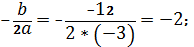 -b/2a = --12/(2*(-3)) = -2;